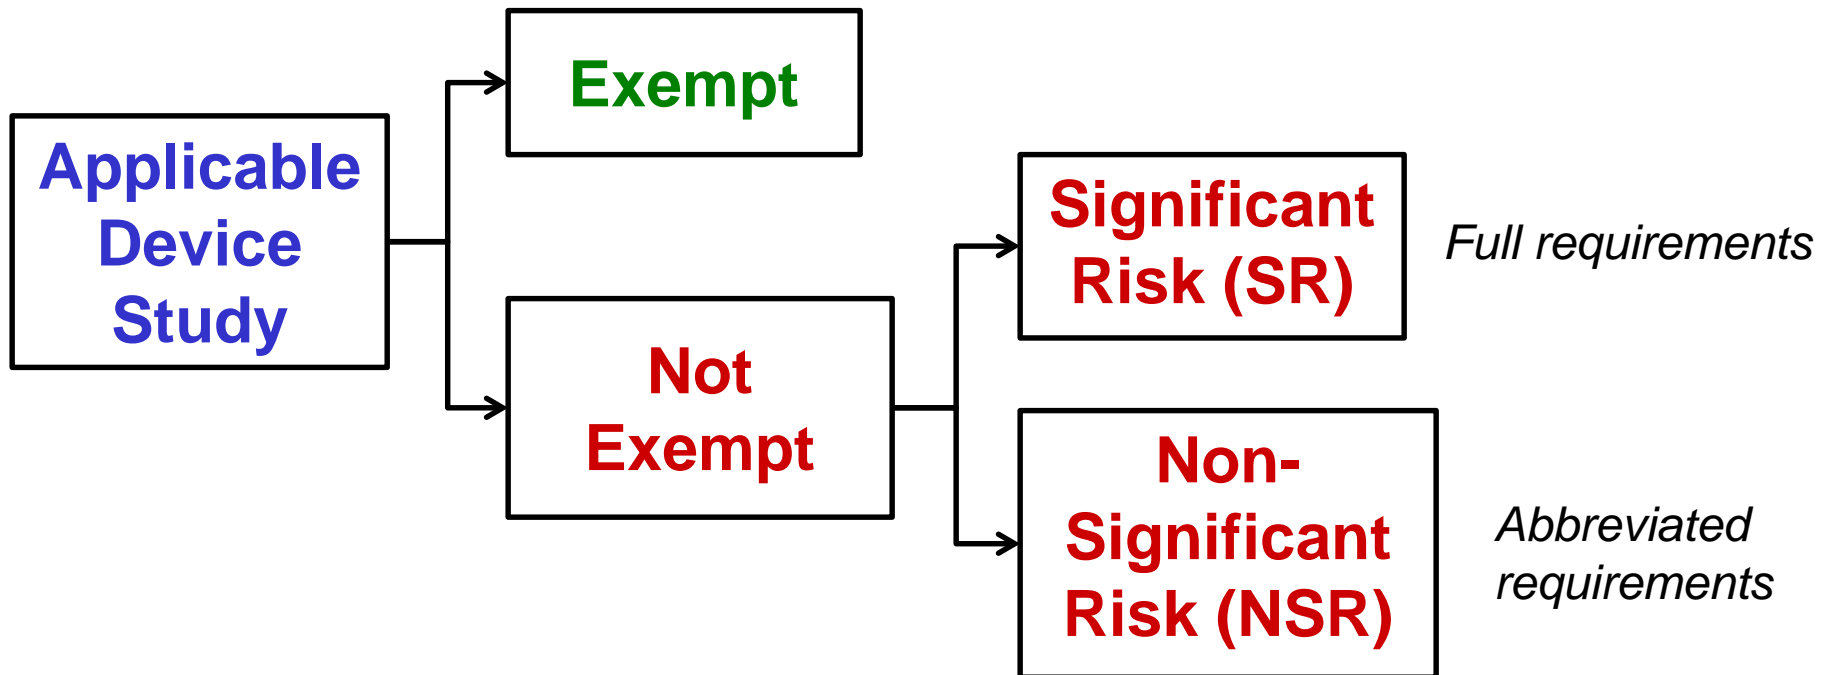 Exempt
Applicable
Device
Study
Significant
Risk (SR)
Full requirements
Not
Exempt
Non-
Significant
Risk (NSR)
Abbreviated
requirements